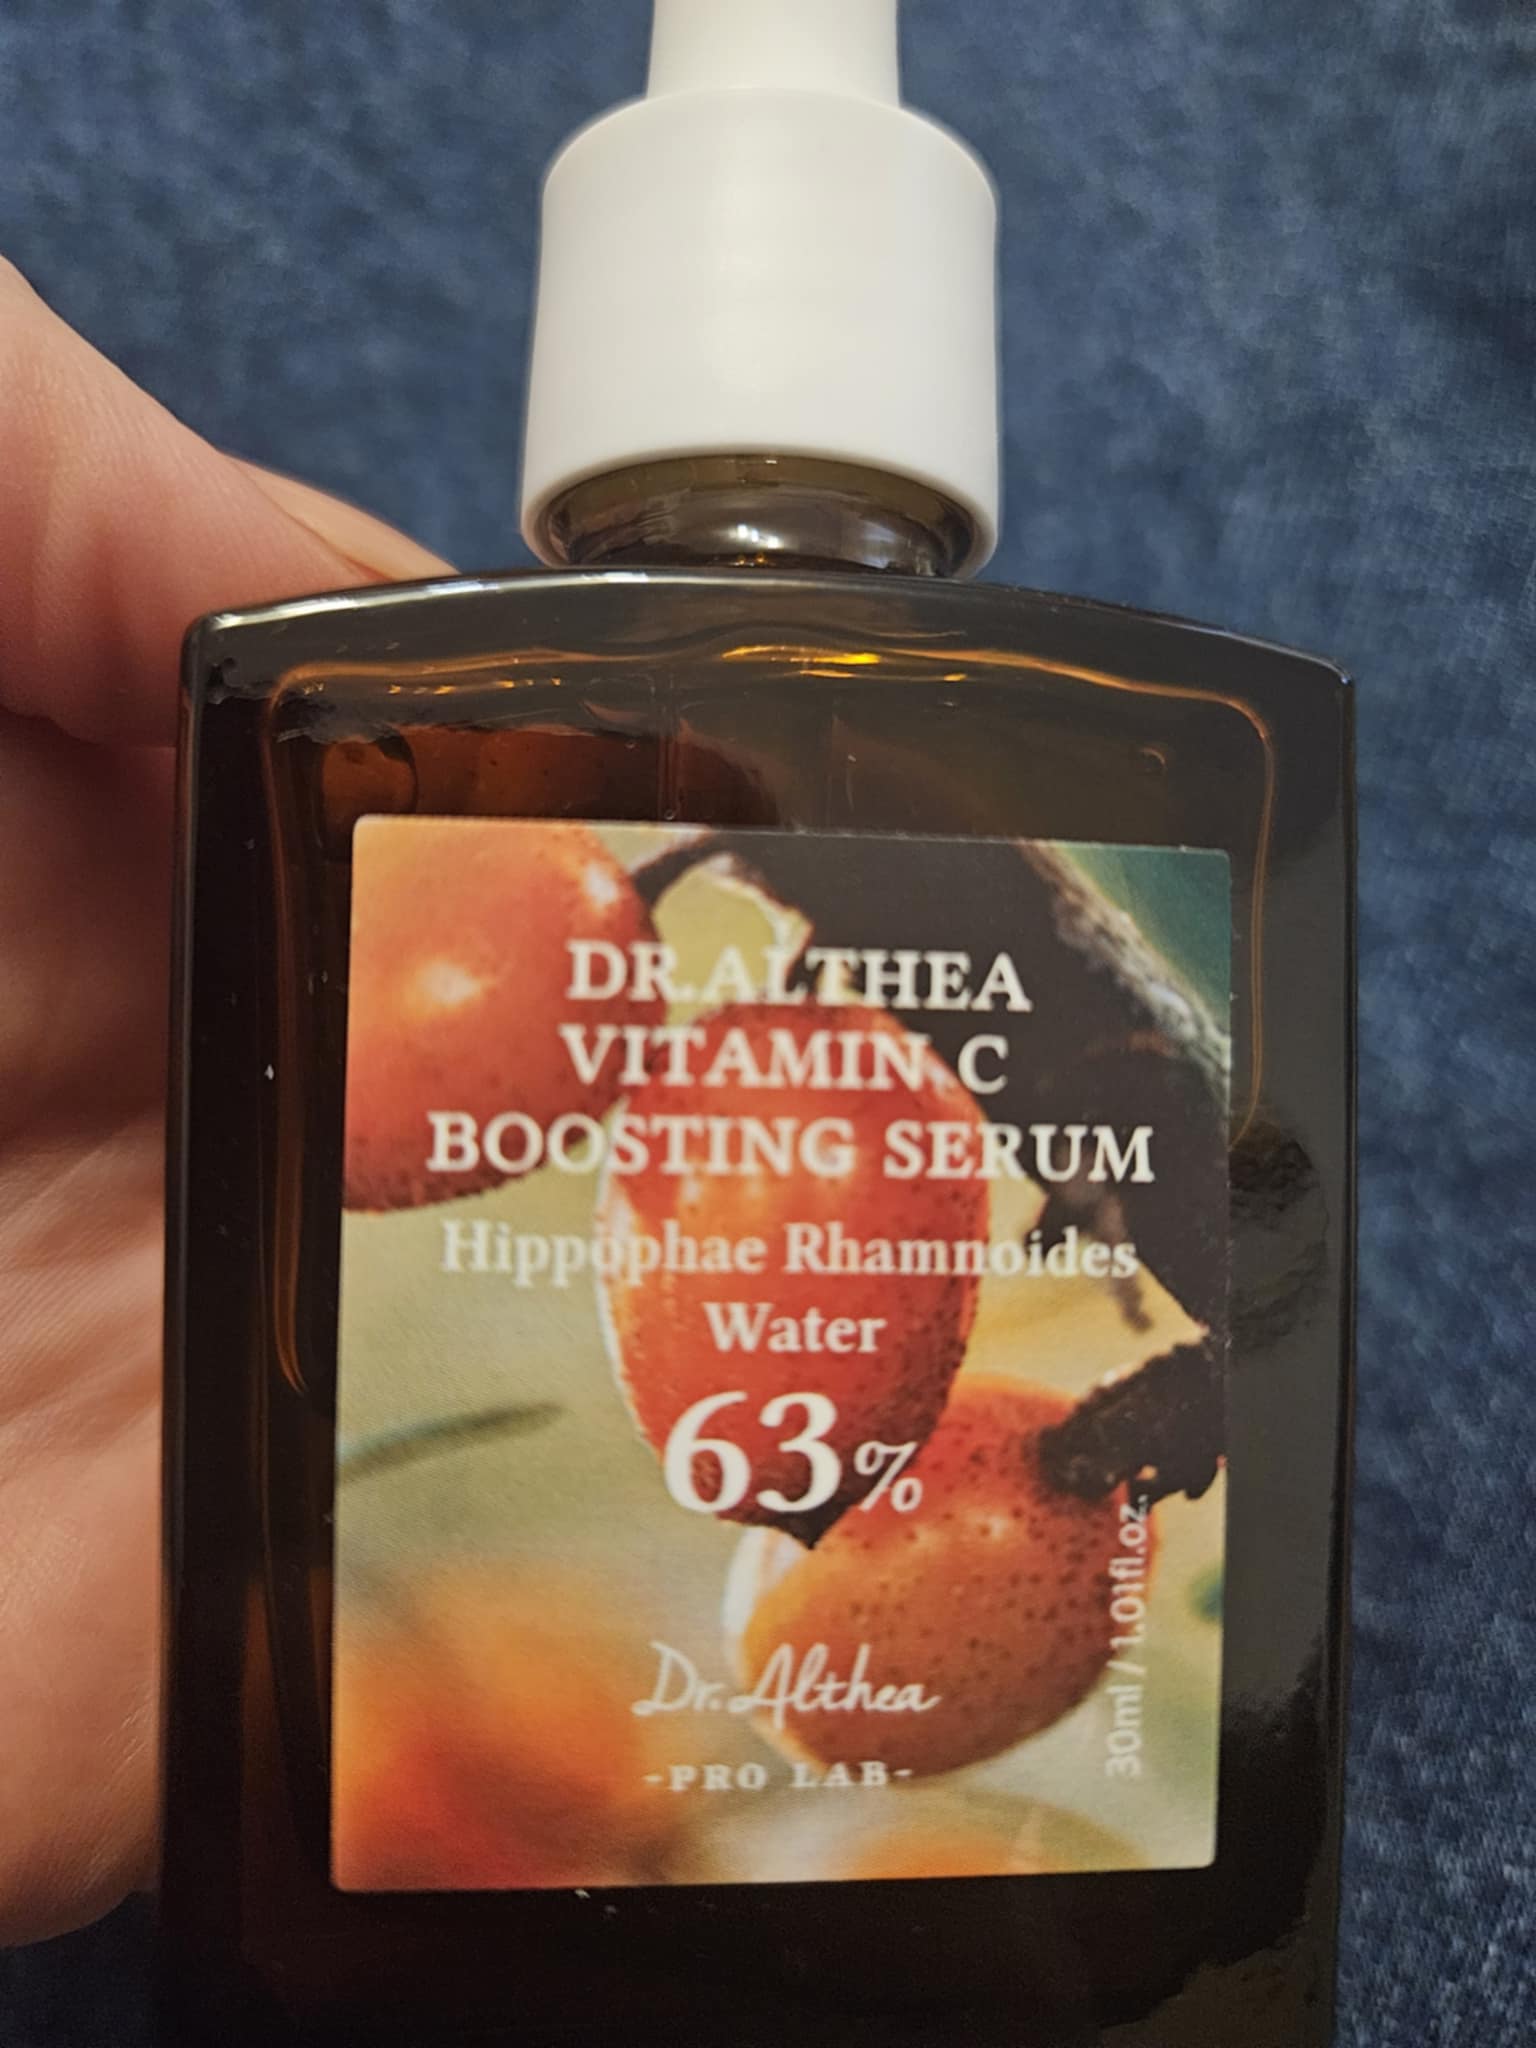 DR.ALTHEA
VITAMIN C
BOOSTING SERUM
Hippophae Rhamnoides
Water
63%
Dr.Althea
-PRO LAB-
30ml / 1.01fl.oz.